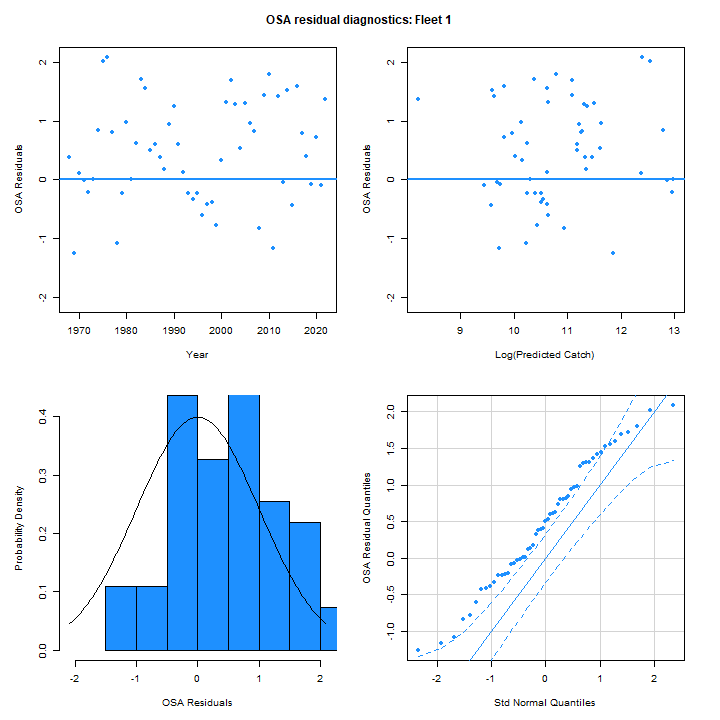 OSA residual diagnostics: Fleet 1
OSA Residuals
2
1
0
-1
-2
1970 1980 1990 2000 2010 2020
Year
OSA Residuals
2
1
0
-1
-2
9 10 11 12 13
Log(Predicted Catch)
Probability Density
0.4
0.3
0.2
0.1
0.0
-2 -1 0 1 2
OSA Residuals
OSA Residual Quantiles
2.0
1.5
1.0
0.5
0.0
-0.5
-1.0
-2 -1 0 1 2
Std Normal Quantiles